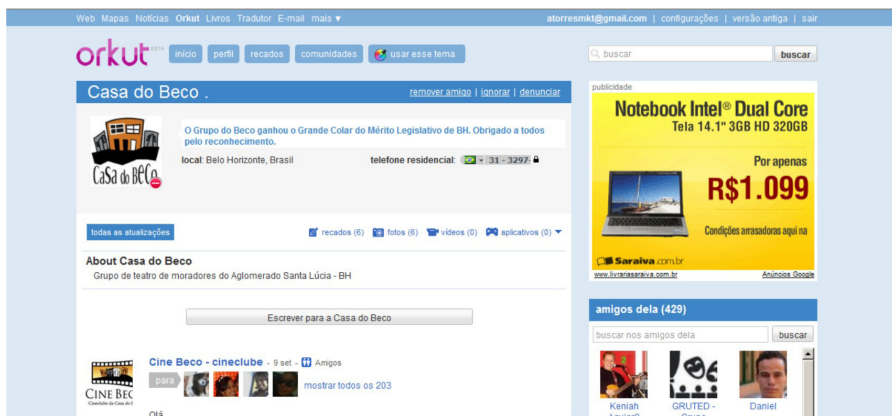 Web Mapas Notícias Orkut Livros Tradutor E-mail mais ▼
atorresmkt@gmail.com | configurações | versão antiga | sair
orkut BETA
início perfil recados comunidades usar esse tema
buscar buscar
Casa do Beco .
remover amigo | ignorar | denunciar
CaSa do BECo
O Grupo do Beco ganhou o Grande Colar do Mérito Legislativo de BH. Obrigado a todos
pelo reconhecimento.
local: Belo Horizonte, Brasil
telefone residencial: 31 - 3297-
todas as atualizações
recados (6) fotos (6) vídeos (0) aplicativos (0) ▼
About Casa do Beco
Grupo de teatro de moradores do Aglomerado Santa Lúcia - BH
Escrever para a Casa do Beco
CINE BEC
Cine Beco - cineclube - 9 set - Amigos
para
mostrar todos os 203
Olá
publicidade
Notebook Intel® Dual Core
Tela 14.1" 3GB HD 320GB
Por apenas
R$1.099
Condições arrasadoras aqui na
Saraiva.com.br
www.livrariasaraiva.com.br
Anúncios Google
amigos dela (429)
buscar nos amigos dela buscar
Keniah
GRUTED -
Daniel